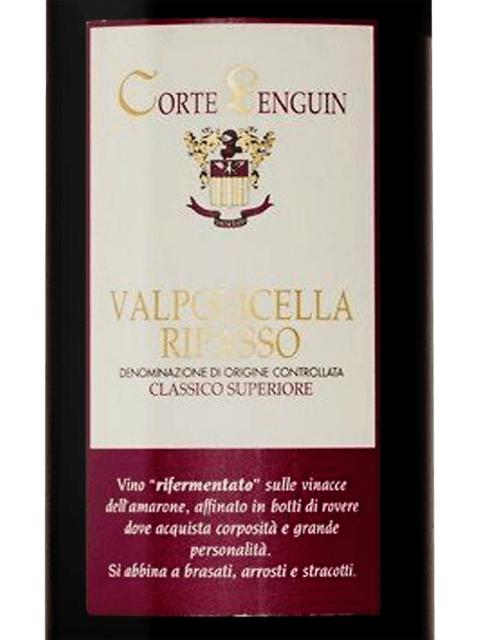 CORTE LENGUIN
VALPOLICELLA
RIPASSO
DENOMINAZIONE DI ORIGINE CONTROLLATA
CLASSICO SUPERIORE
Vino "rifermentato" sulle vinacce
dell'amarone, affinato in botti di rovere
dove acquista corposità e grande
personalità.
Si abbina a brasati, arrosti e stracotti.